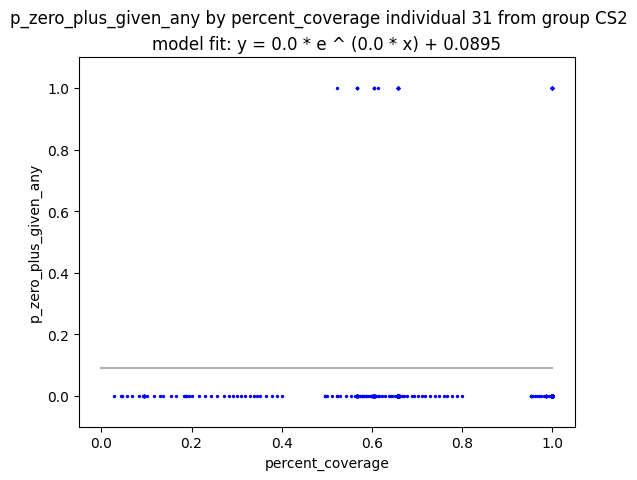 p_zero_plus_given_any by percent_coverage individual 31 from group CS2
model fit: y = 0.0 * e ^ (0.0 * x) + 0.0895
1.0
0.8
0.6
0.4
0.2
0.0
p_zero_plus_given_any
0.0 0.2 0.4 0.6 0.8 1.0
percent_coverage